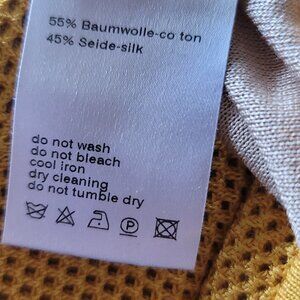 55% Baumwolle-co ton
45% Seide-silk
do not wash
do not bleach
cool iron
dry cleaning
do not tumble dry
P